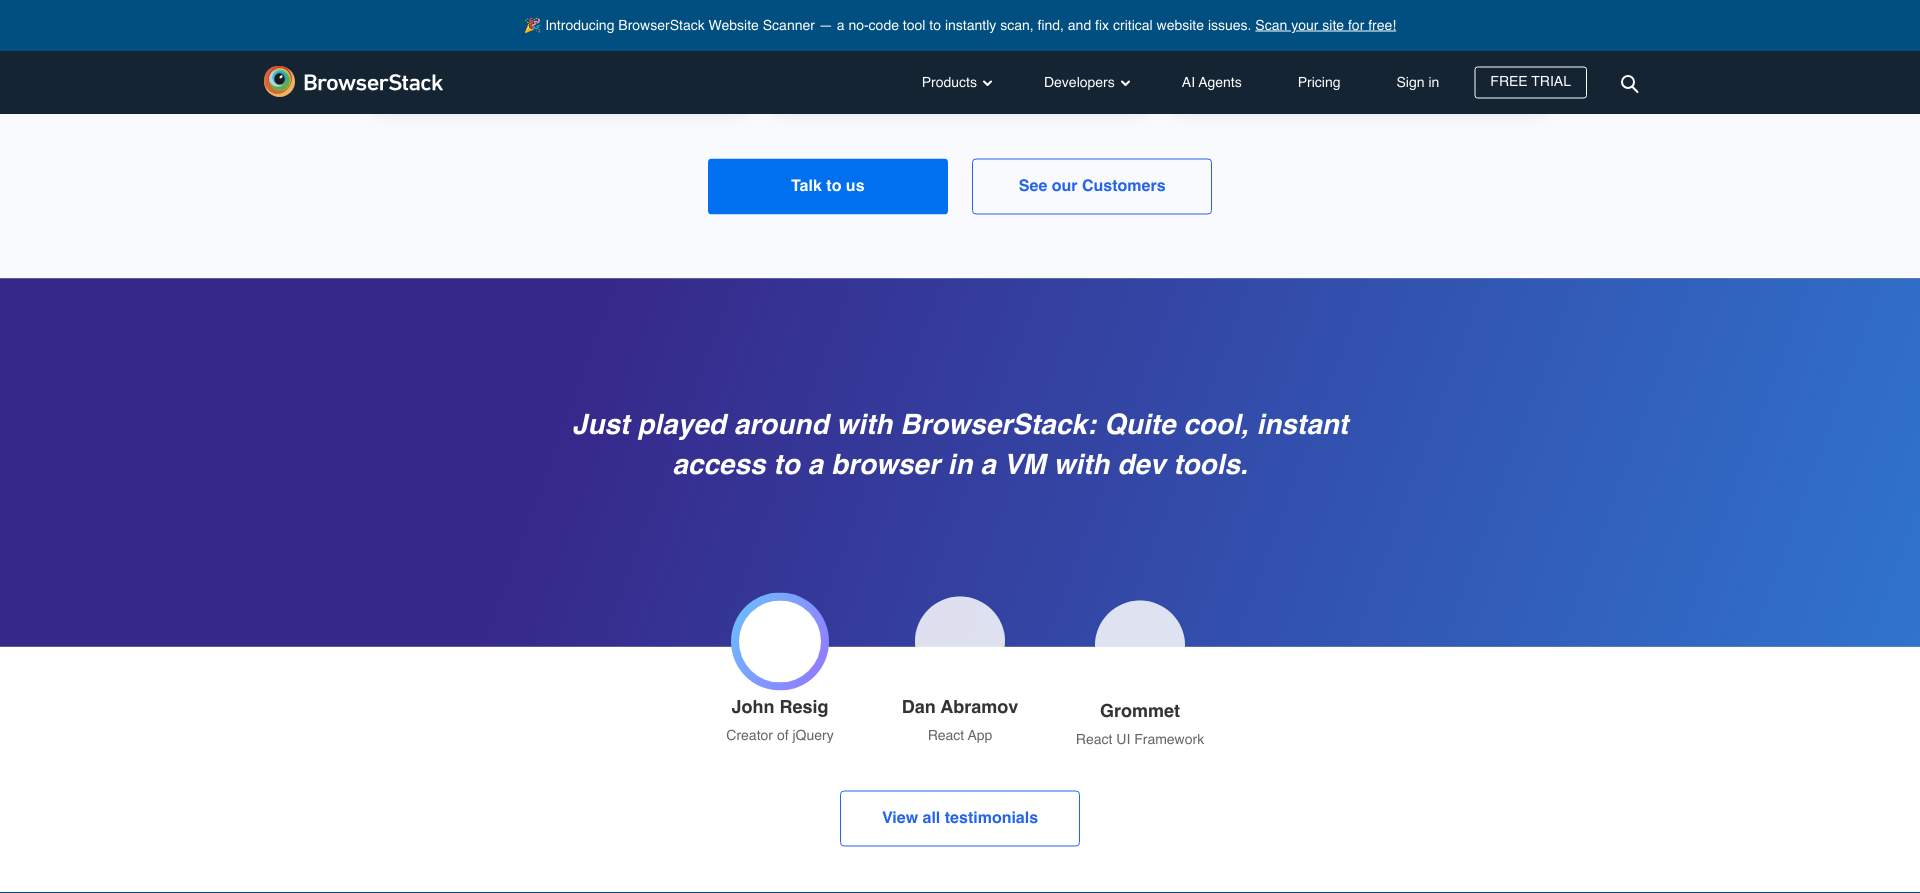 🎉 Introducing BrowserStack Website Scanner — a no-code tool to instantly scan, find, and fix critical website issues. Scan your site for free!
BrowserStack
Products
Developers
AI Agents
Pricing
Sign in
FREE TRIAL
Talk to us
See our Customers
Just played around with BrowserStack: Quite cool, instant
access to a browser in a VM with dev tools.
John Resig
Creator of jQuery
Dan Abramov
React App
Grommet
React UI Framework
View all testimonials